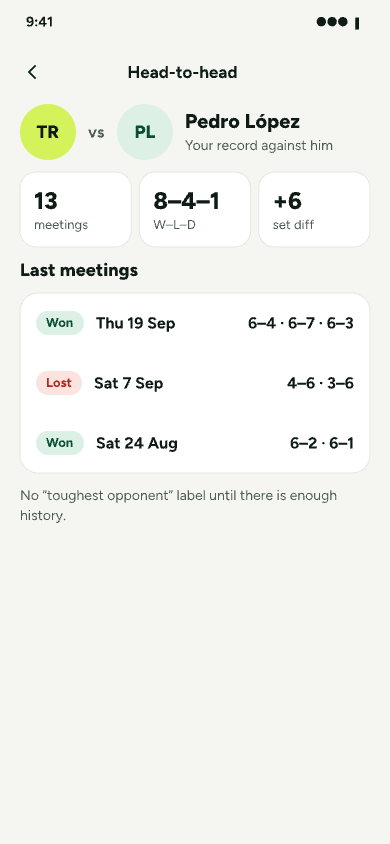 9:41
Head-to-head
TR vs PL
Pedro López
Your record against him
13
meetings
8–4–1
W–L–D
+6
set diff
Last meetings
Won Thu 19 Sep 6–4 · 6–7 · 6–3
Lost Sat 7 Sep 4–6 · 3–6
Won Sat 24 Aug 6–2 · 6–1
No “toughest opponent” label until there is enough
history.